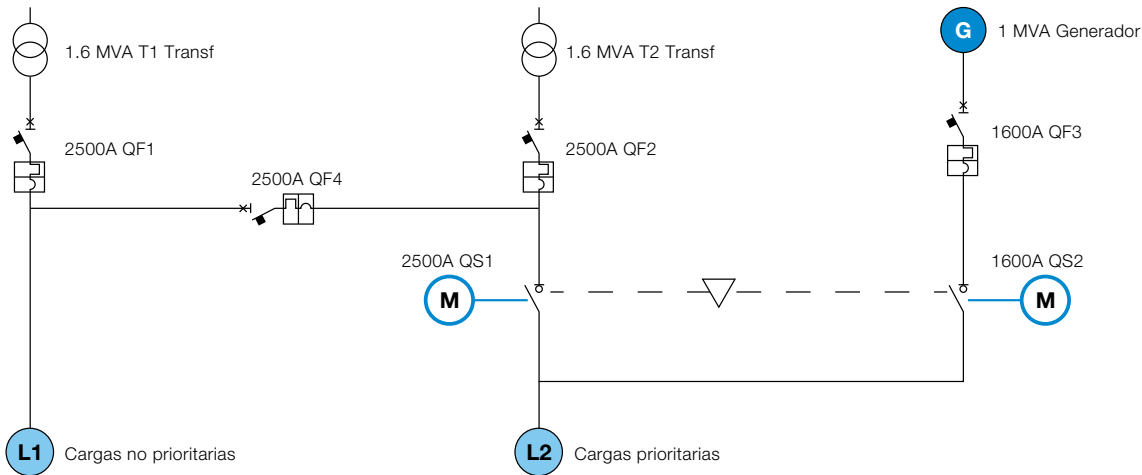 G
1 MVA Generador
1.6 MVA T1 Transf
1.6 MVA T2 Transf
1600A QF3
2500A QF1
2500A QF2
2500A QF4
2500A QS1
1600A QS2
M
M
L1
Cargas no prioritarias
L2
Cargas prioritarias